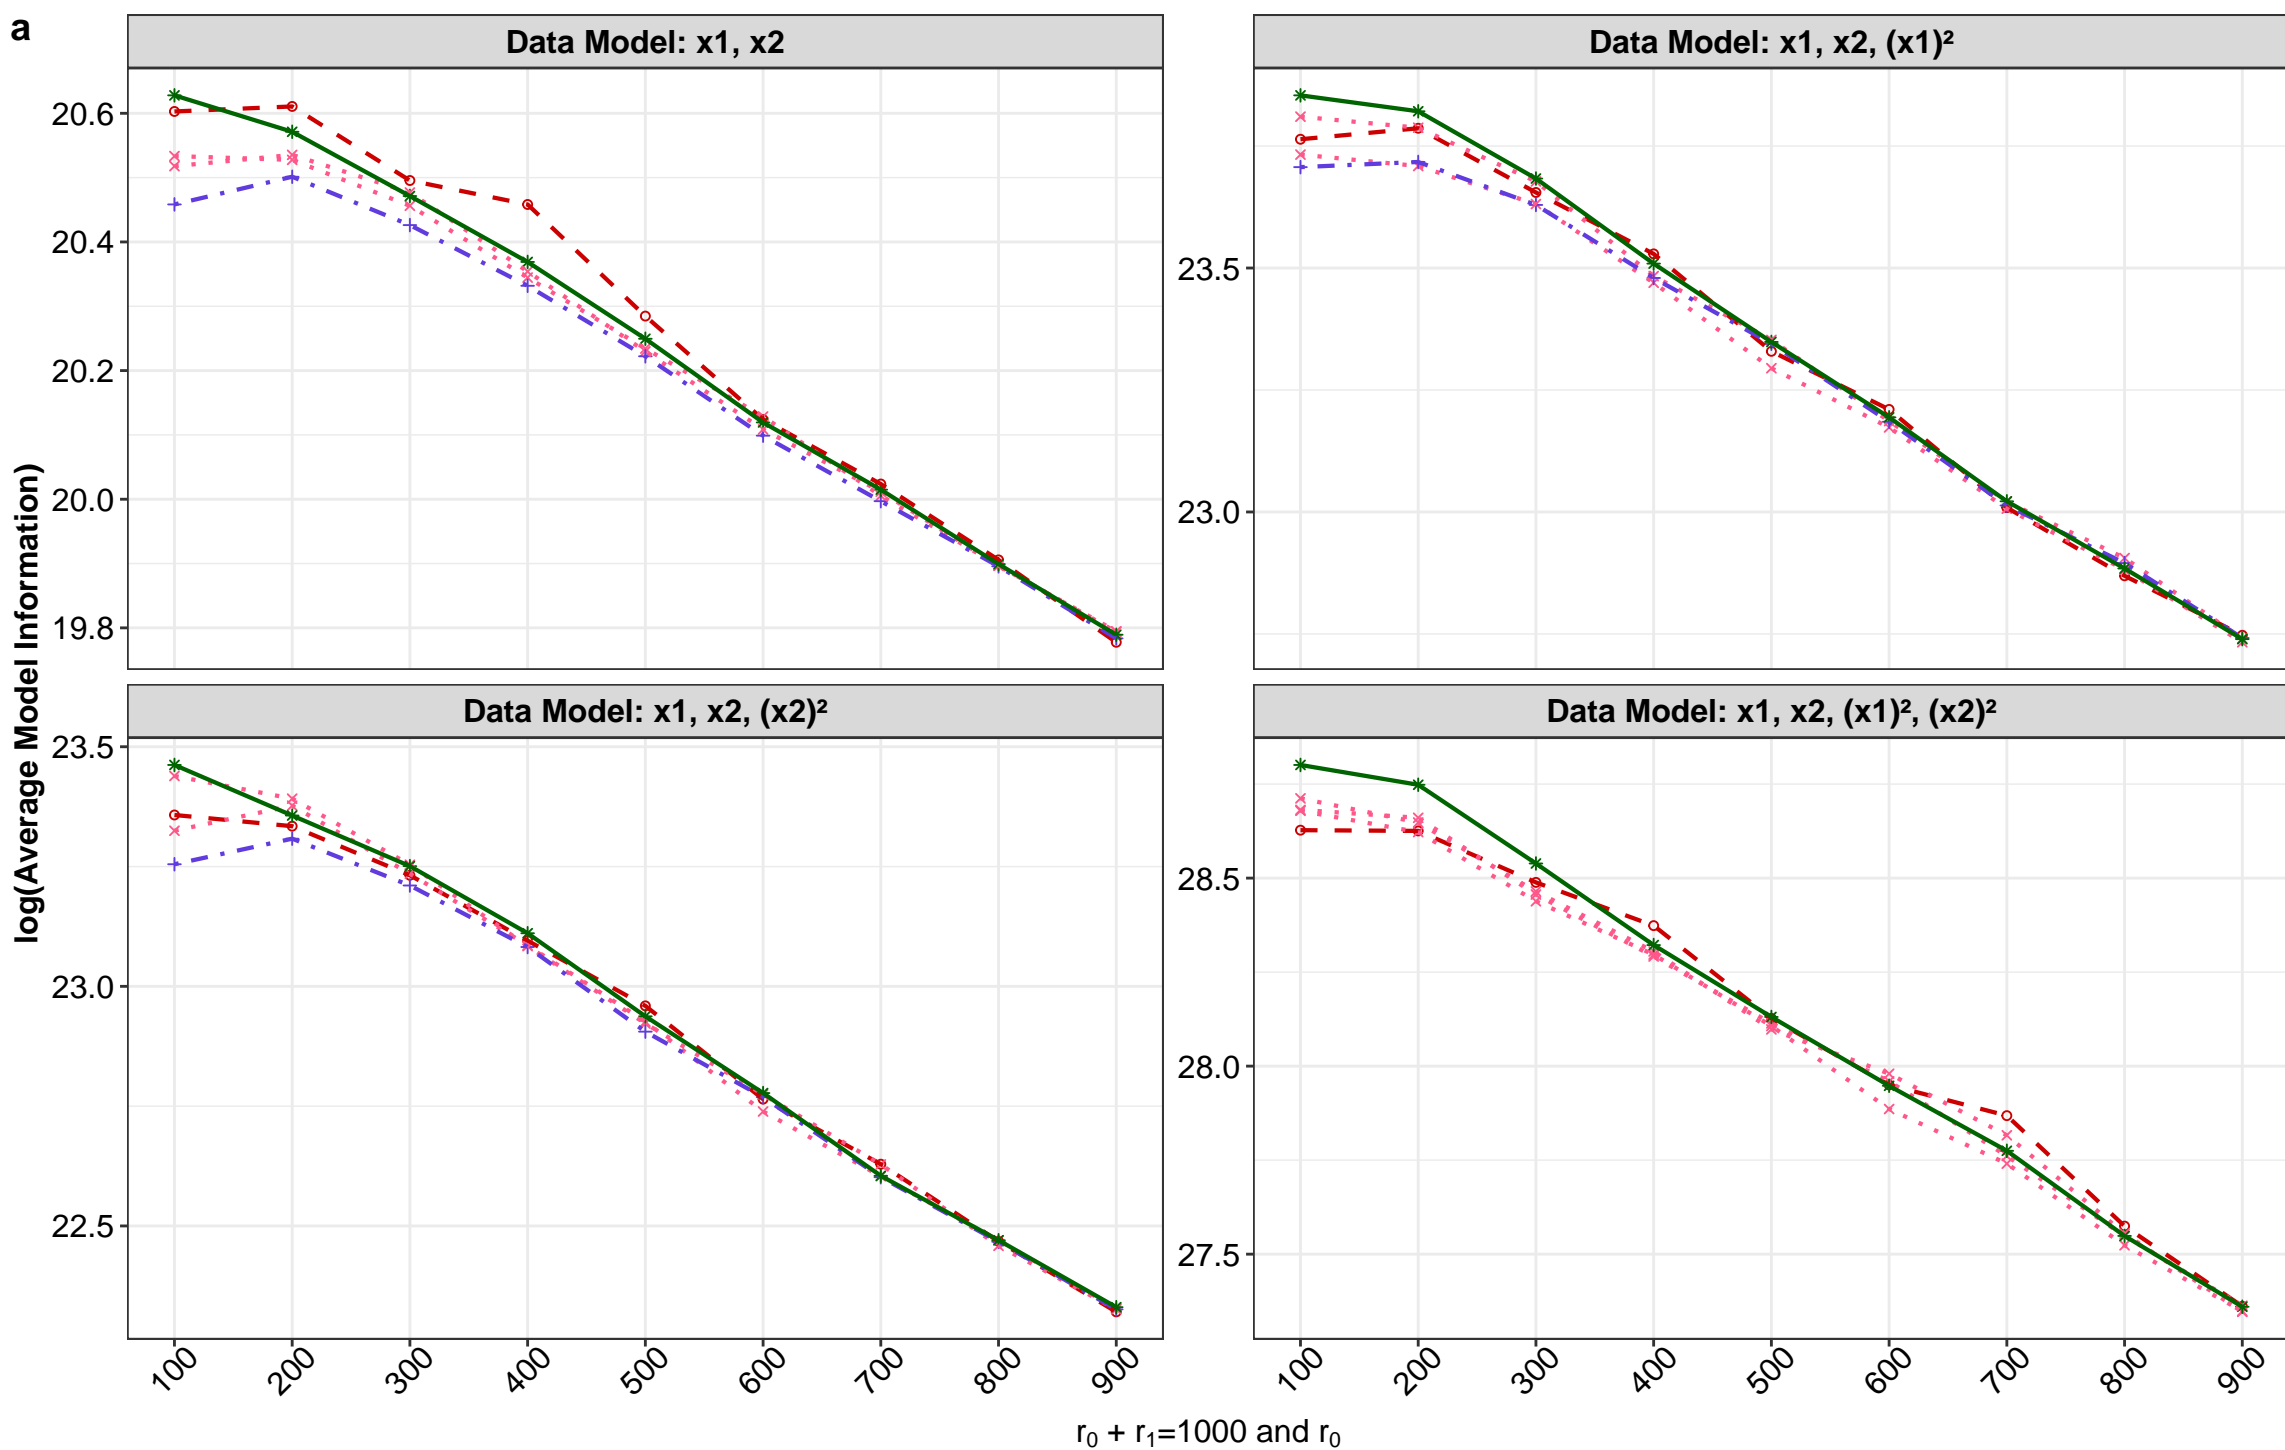 a
Data Model: x1, x2
Data Model: x1, x2, (x1)²
log(Average Model Information)
20.6
20.4
20.2
20.0
19.8
23.5
23.0
Data Model: x1, x2, (x2)²
Data Model: x1, x2, (x1)², (x2)²
23.5
23.0
22.5
28.5
28.0
27.5
100 200 300 400 500 600 700 800 900
100 200 300 400 500 600 700 800 900
r₀ + r₁=1000 and r₀